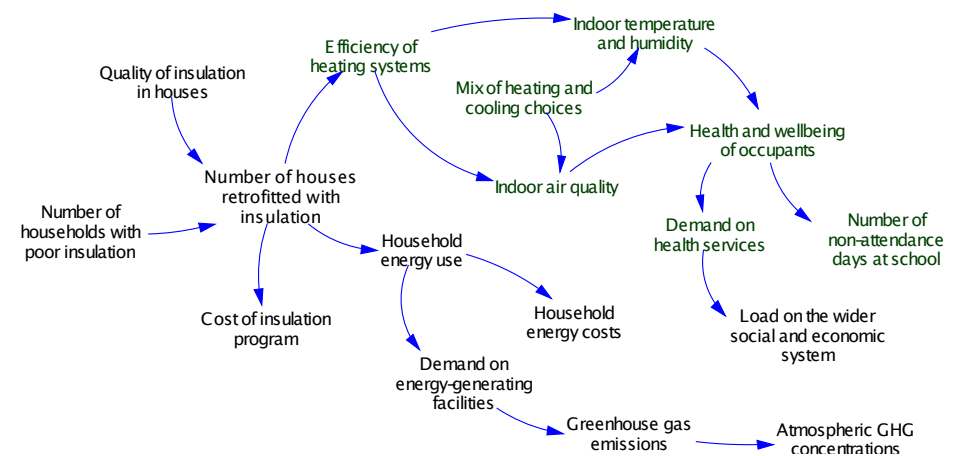 Efficiency of
heating systems
Indoor temperature
and humidity
Quality of insulation
in houses
Mix of heating and
cooling choices
Health and wellbeing
of occupants
Number of houses
retrofitted with
insulation
Indoor air quality
Number of
households with
poor insulation
Household
energy use
Demand on
health services
Number of
non-attendance
days at school
Cost of insulation
program
Household
energy costs
Load on the wider
social and economic
system
Demand on
energy-generating
facilities
Greenhouse gas
emissions
Atmospheric GHG
concentrations